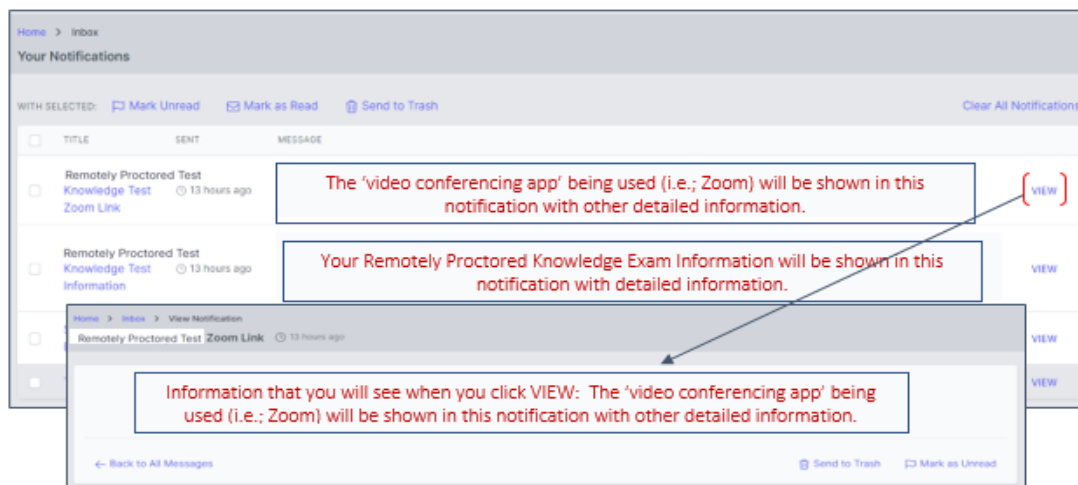 Home > Inbox
Your Notifications
WITH SELECTED: Mark Unread Mark as Read Send to Trash Clear All Notifications
TITLE SENT MESSAGE
Remotely Proctored Test
Knowledge Test 13 hours ago
Zoom Link
The 'video conferencing app' being used (i.e.; Zoom) will be shown in this
notification with other detailed information.
VIEW
Remotely Proctored Test
Knowledge Test 13 hours ago
Information
Your Remotely Proctored Knowledge Exam Information will be shown in this
notification with detailed information.
VIEW
VIEW
VIEW
Home > Inbox > View Notification
Remotely Proctored Test Zoom Link 13 hours ago
Information that you will see when you click VIEW: The 'video conferencing app' being
used (i.e.; Zoom) will be shown in this notification with other detailed information.
← Back to All Messages Send to Trash Mark as Unread